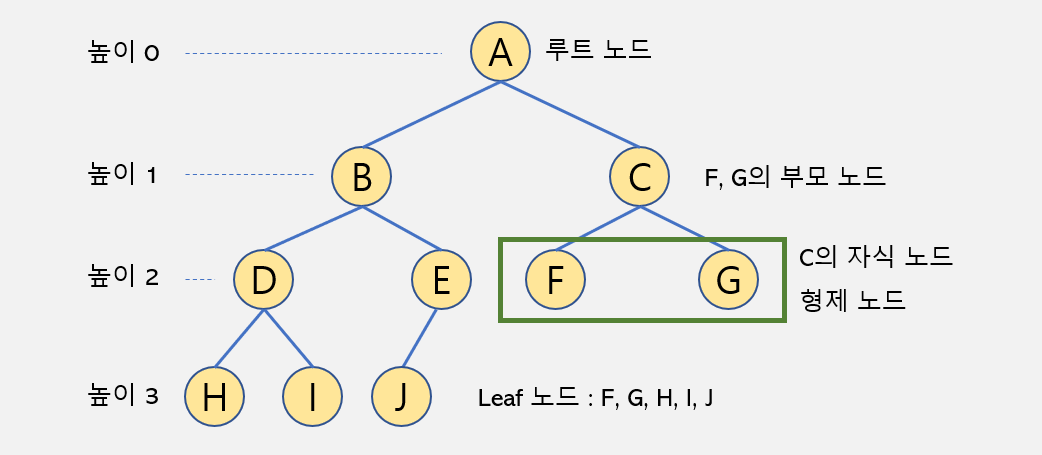 높이 0
A
루트 노드
높이 1
B
C
F, G의 부모 노드
높이 2
D
E
F
G
C의 자식 노드
형제 노드
높이 3
H
I
J
Leaf 노드 : F, G, H, I, J